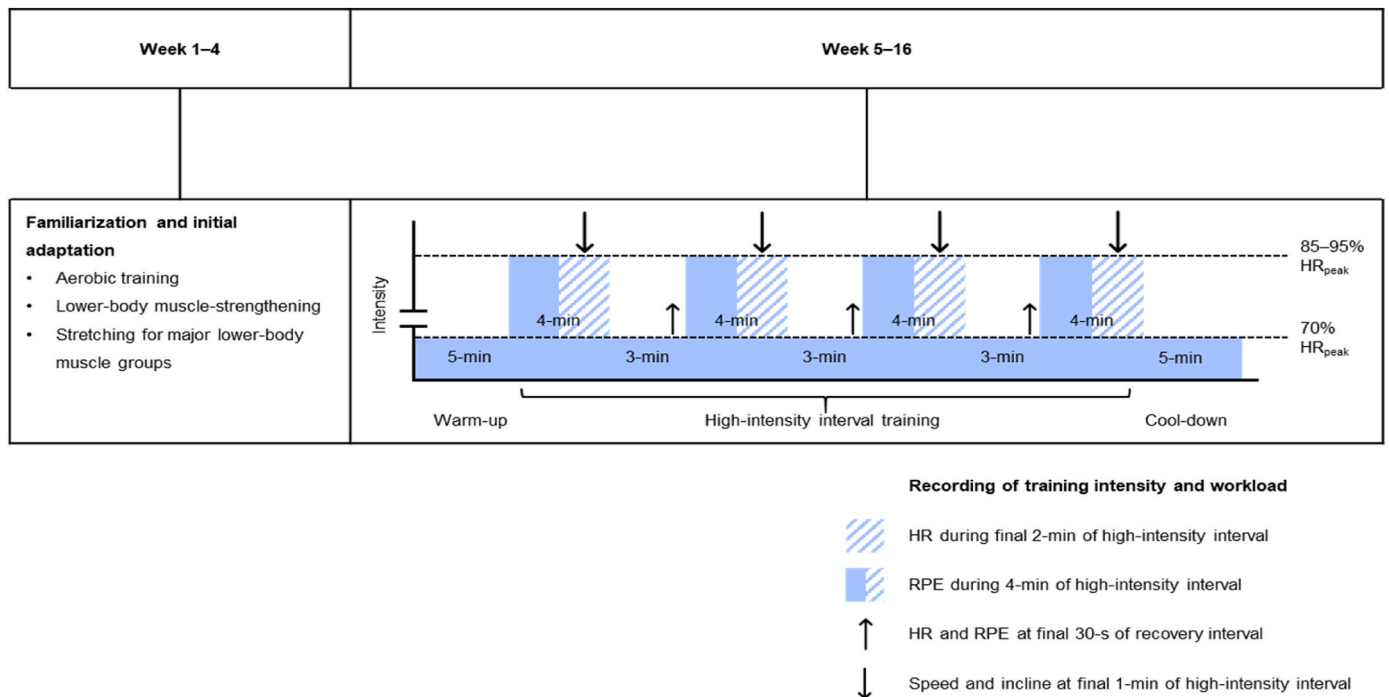 Week 1–4
Week 5–16
Familiarization and initial
adaptation
• Aerobic training
• Lower-body muscle-strengthening
• Stretching for major lower-body
muscle groups
Intensity
85–95%
HRpeak
70%
HRpeak
4-min
4-min
4-min
4-min
5-min
3-min
3-min
3-min
5-min
Warm-up
High-intensity interval training
Cool-down
Recording of training intensity and workload
HR during final 2-min of high-intensity interval
RPE during 4-min of high-intensity interval
HR and RPE at final 30-s of recovery interval
Speed and incline at final 1-min of high-intensity interval